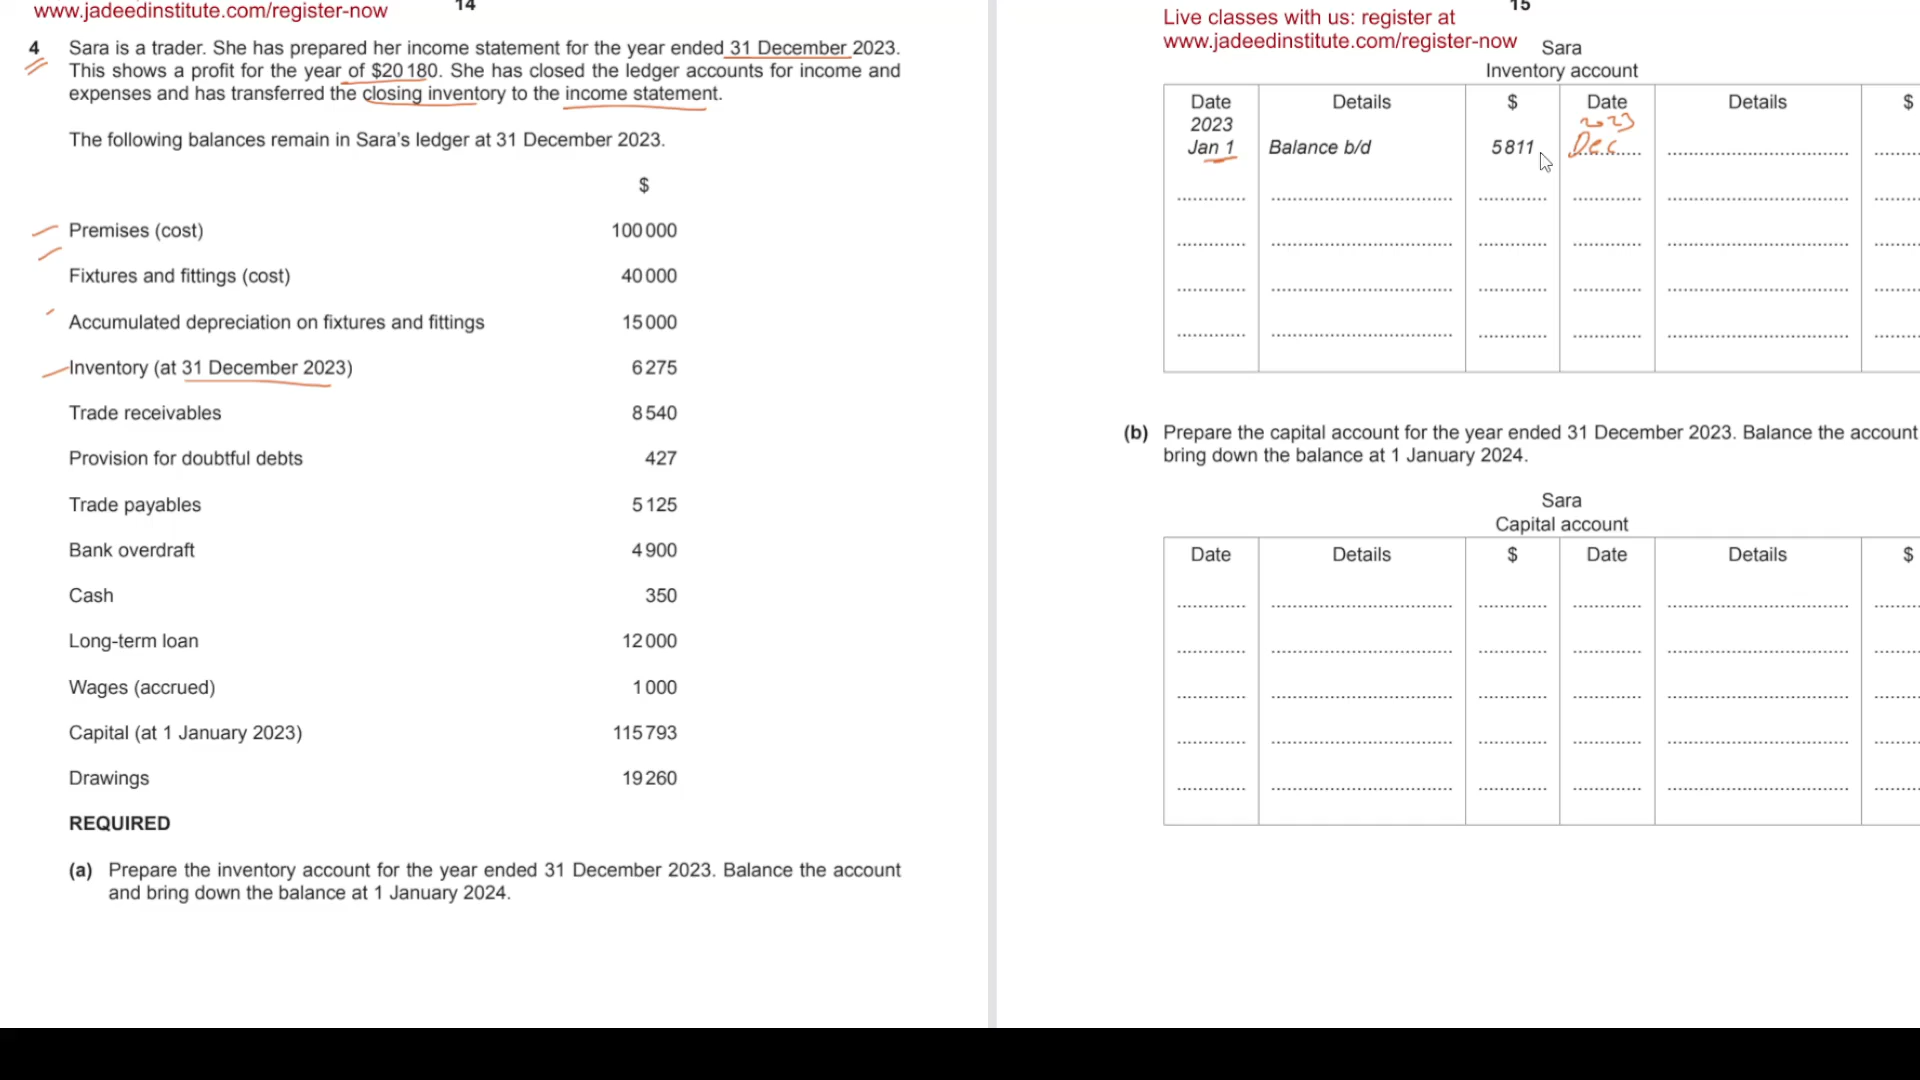 www.jadeedinstitute.com/register-now
14
4 Sara is a trader. She has prepared her income statement for the year ended 31 December 2023.
This shows a profit for the year of $20 180. She has closed the ledger accounts for income and
expenses and has transferred the closing inventory to the income statement.
The following balances remain in Sara's ledger at 31 December 2023.
$
Premises (cost) 100 000
Fixtures and fittings (cost) 40 000
Accumulated depreciation on fixtures and fittings 15 000
Inventory (at 31 December 2023) 6 275
Trade receivables 8 540
Provision for doubtful debts 427
Trade payables 5 125
Bank overdraft 4 900
Cash 350
Long-term loan 12 000
Wages (accrued) 1 000
Capital (at 1 January 2023) 115 793
Drawings 19 260
REQUIRED
(a) Prepare the inventory account for the year ended 31 December 2023. Balance the account
and bring down the balance at 1 January 2024.
15
Live classes with us: register at
www.jadeedinstitute.com/register-now
Sara
Inventory account
Date Details $ Date Details $
2023 2023
Jan 1 Balance b/d 5 811 Dec
(b) Prepare the capital account for the year ended 31 December 2023. Balance the account
bring down the balance at 1 January 2024.
Sara
Capital account
Date Details $ Date Details $